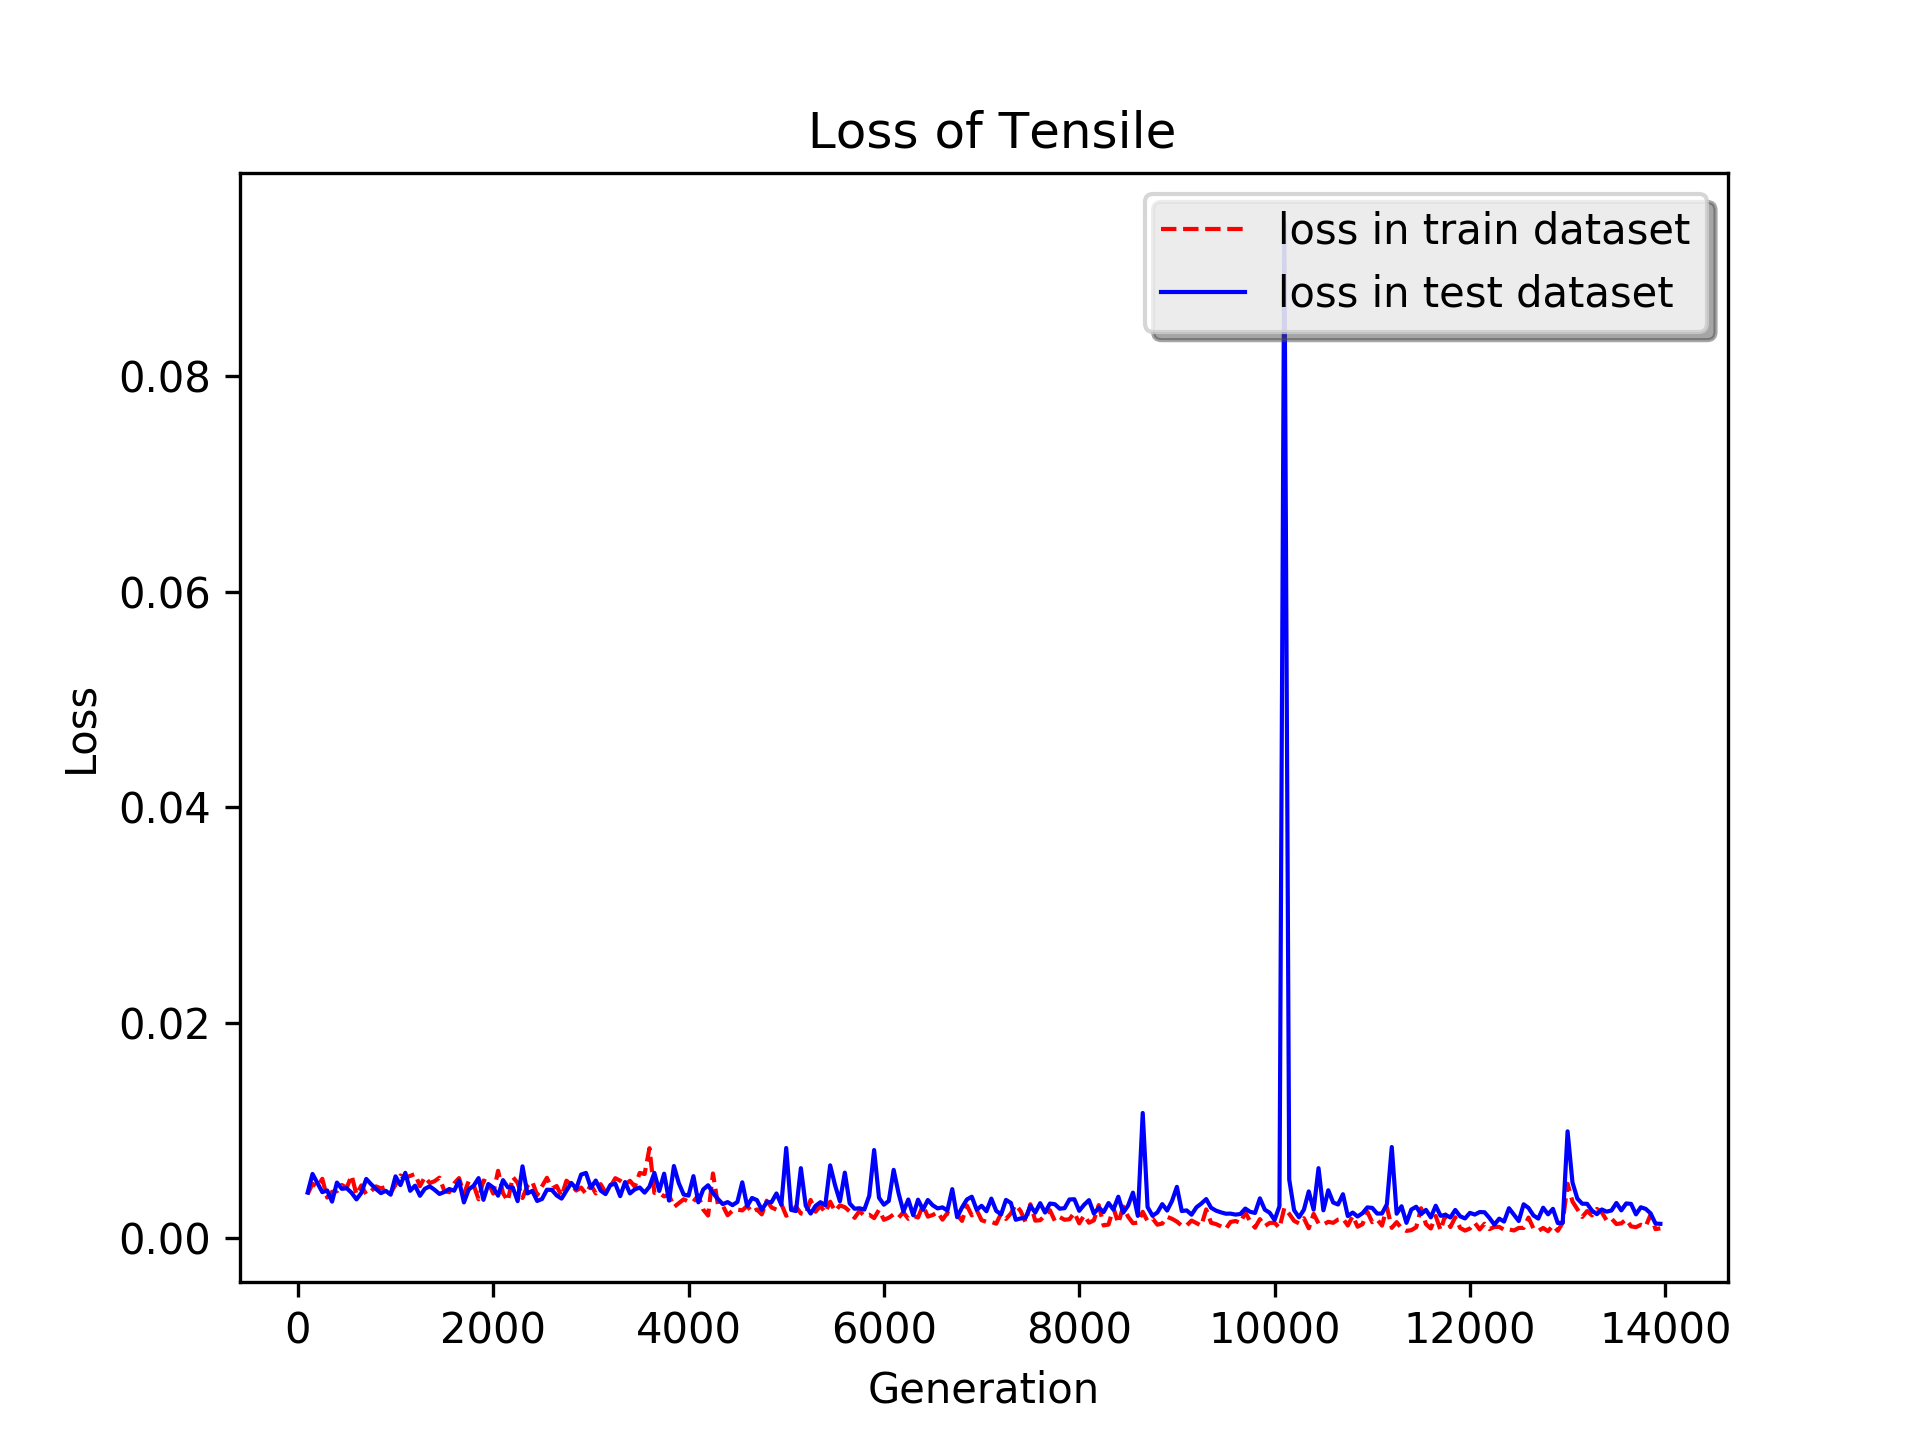 Loss of Tensile
loss in train dataset
loss in test dataset
0.08
0.06
0.04
0.02
0.00
Loss
0 2000 4000 6000 8000 10000 12000 14000
Generation